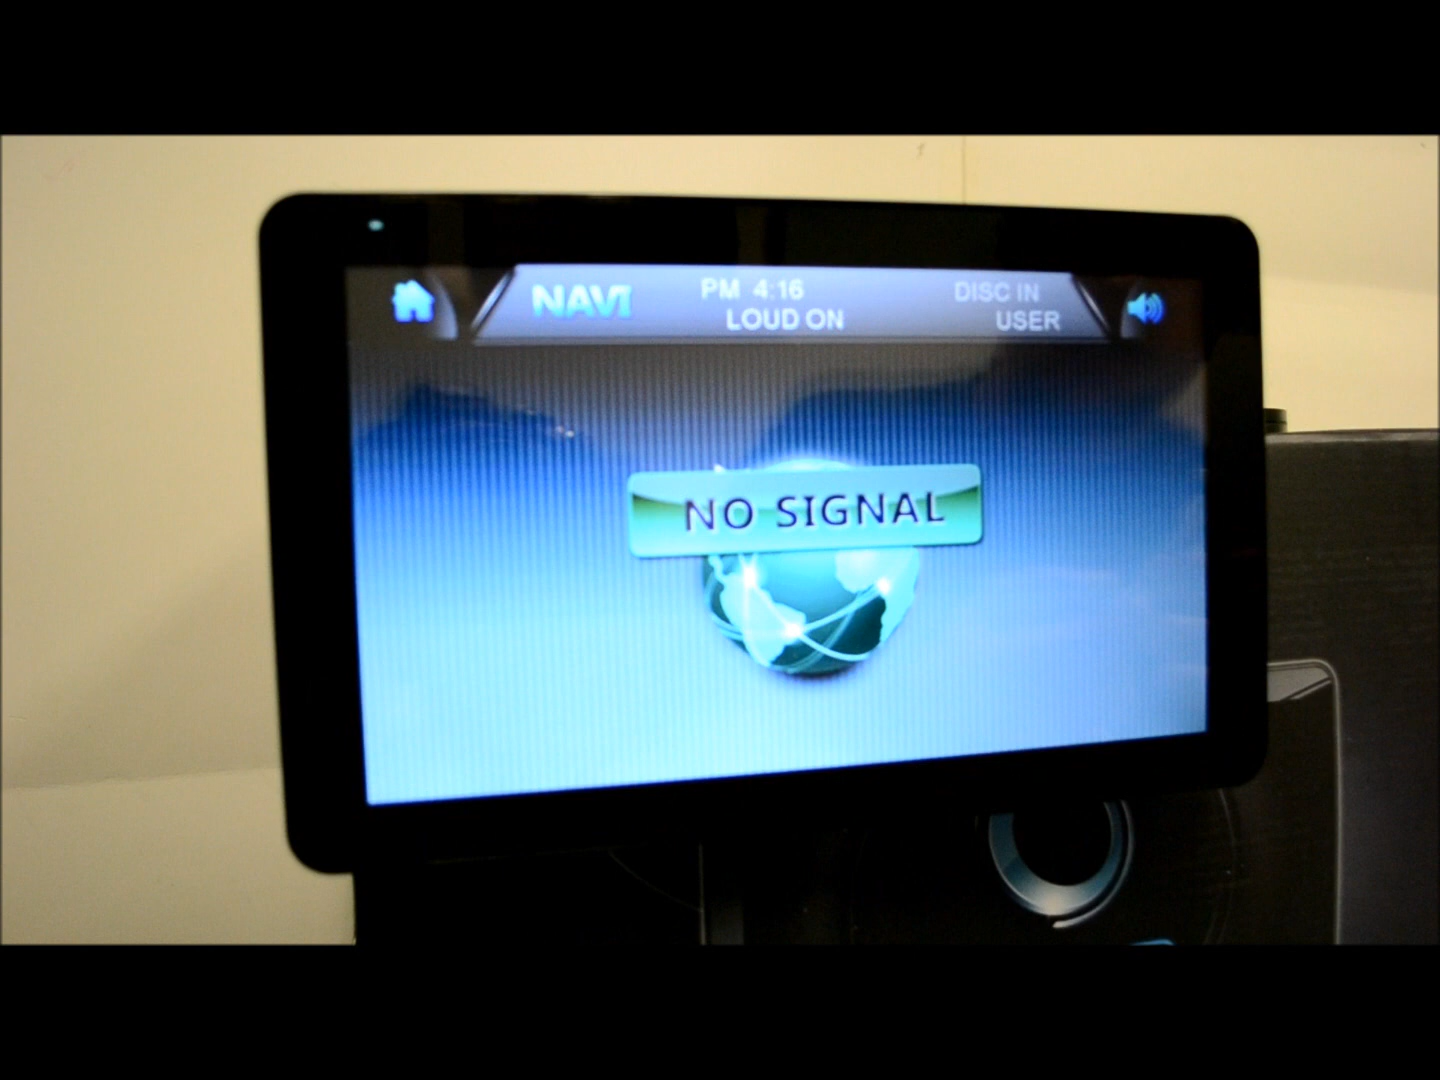 NAVI
PM 4:16
DISC IN
LOUD ON
USER
NO SIGNAL